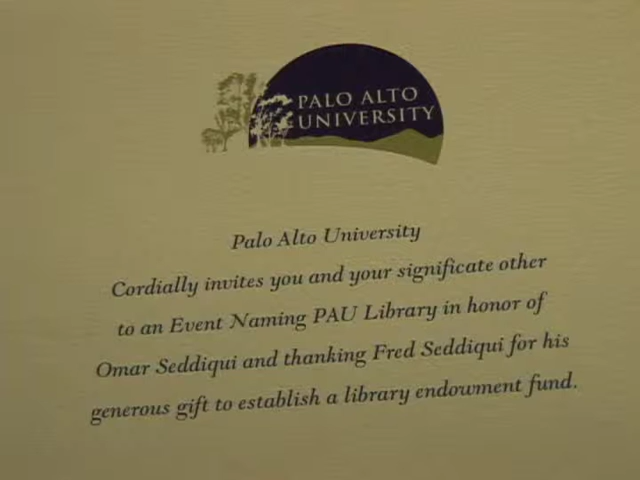 PALO ALTO
UNIVERSITY
Palo Alto University
Cordially invites you and your significate other
to an Event Naming PAU Library in honor of
Omar Seddiqui and thanking Fred Seddiqui for his
generous gift to establish a library endowment fund.